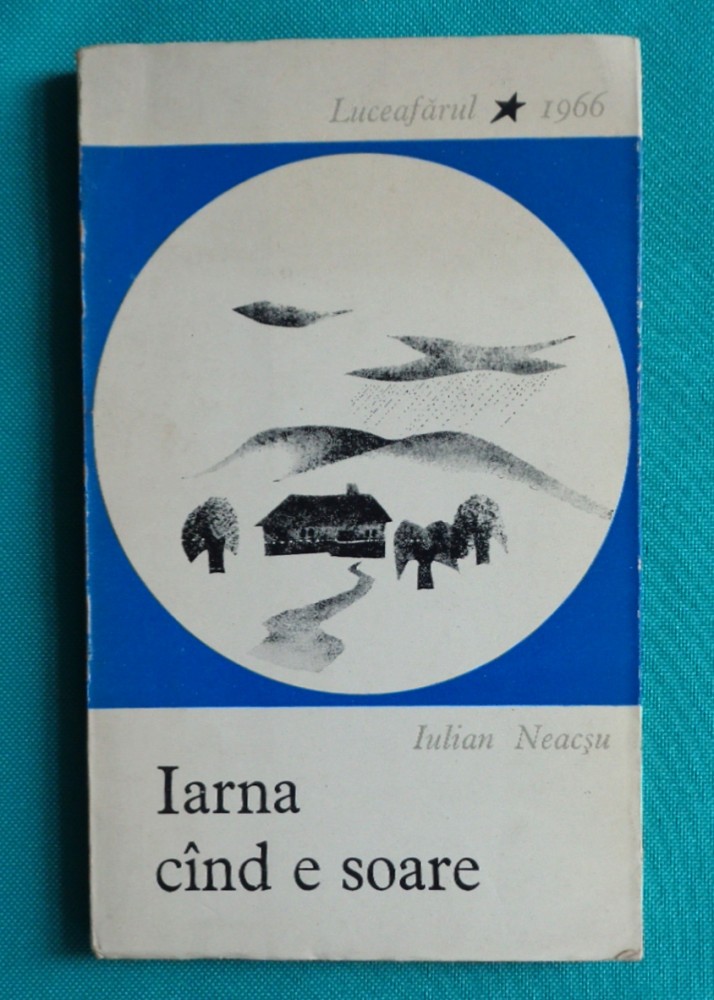 Luceafărul ★ 1966
Iulian Neacşu
Iarna
cînd e soare